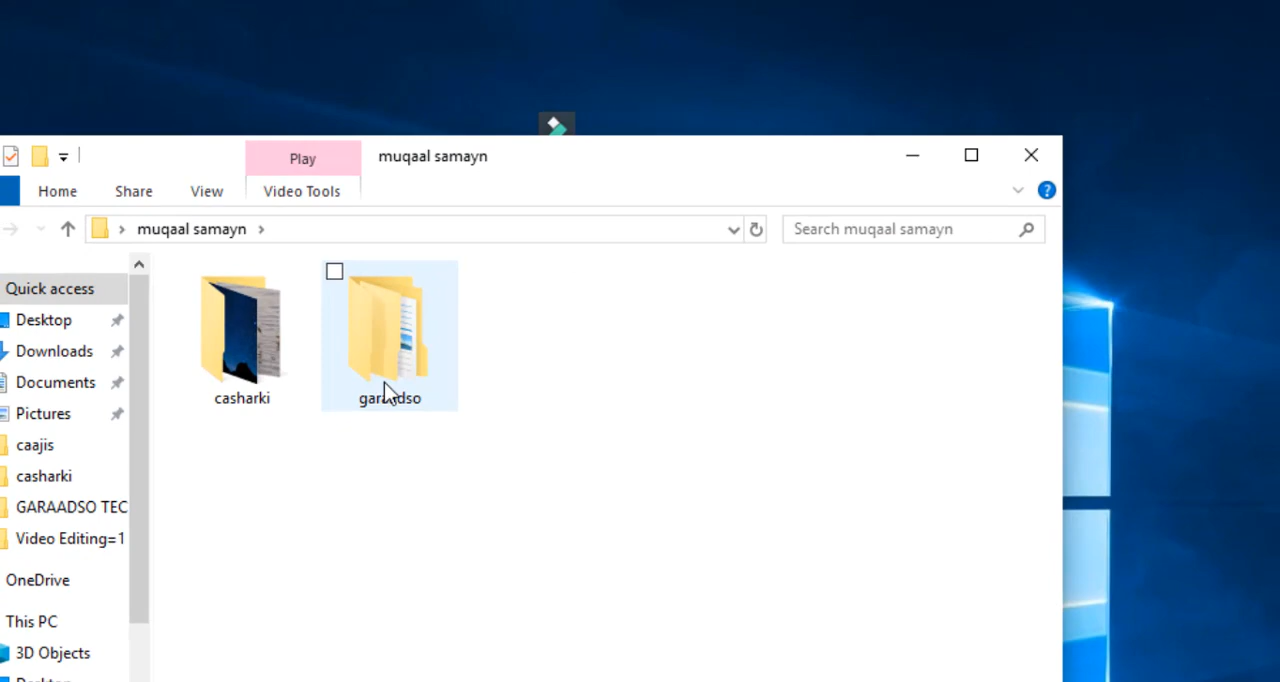 Play
muqaal samayn
Home
Share
View
Video Tools
muqaal samayn
Search muqaal samayn
Quick access
Desktop
Downloads
Documents
Pictures
caajis
casharki
GARAADSO TEC
Video Editing=1
OneDrive
This PC
3D Objects
Desktop
casharki
garaadso